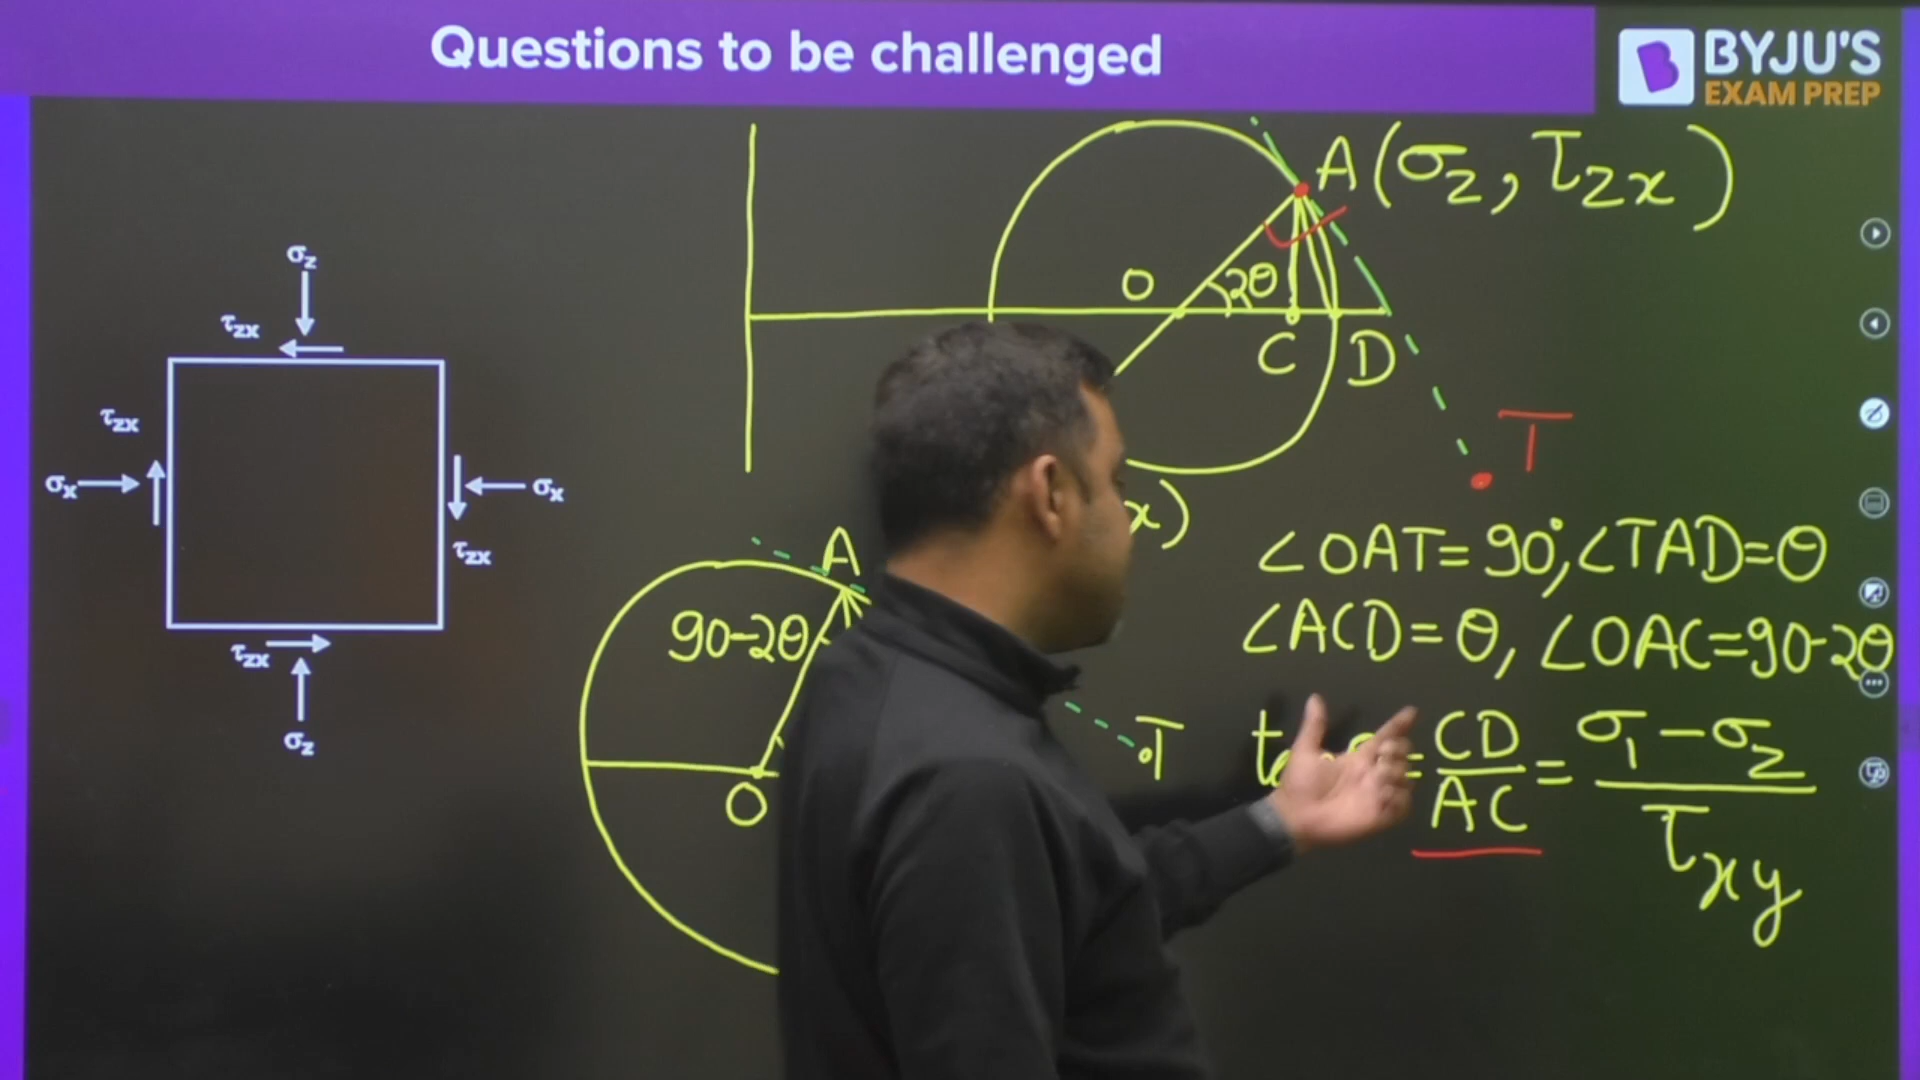 Questions to be challenged
BYJU'S
EXAM PREP
A(σz, τzx)
O
2θ
C
D
T
σz
τzx
τzx
σx
σx
τzx
τzx
σz
x)
A
90-2θ
O
T
∠OAT=90°, ∠TAD=θ
∠ACD=θ, ∠OAC=90-2θ
=CD/AC=σ1-σ2/τxy